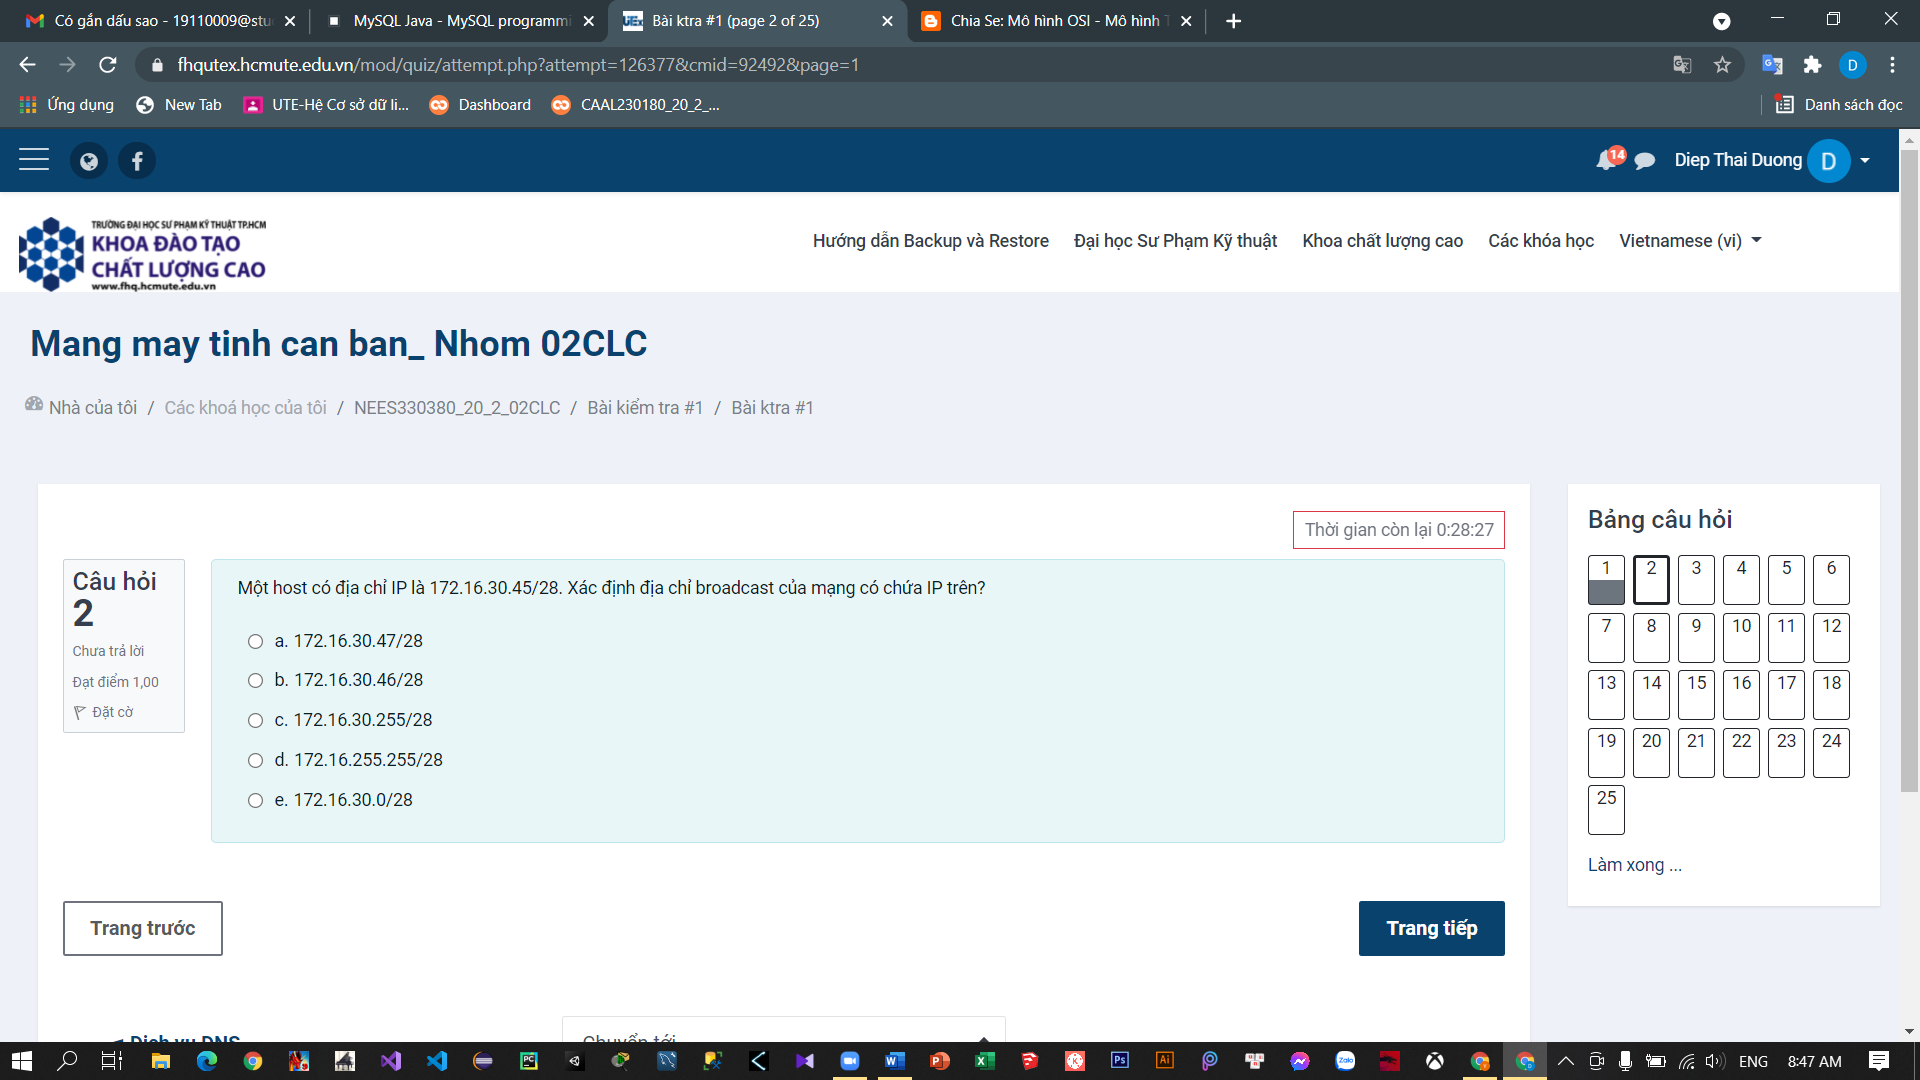 Có gắn dấu sao - 19110009@stu
MySQL Java - MySQL programmi
Bài ktra #1 (page 2 of 25)
Chia Se: Mô hình OSI - Mô hình T
fhqutex.hcmute.edu.vn/mod/quiz/attempt.php?attempt=126377&cmid=92492&page=1
D
Ứng dụng
New Tab
UTE-Hệ Cơ sở dữ li...
Dashboard
CAAL230180_20_2_...
Danh sách đọc
14
Diep Thai Duong
D
TRƯỜNG ĐẠI HỌC SƯ PHẠM KỸ THUẬT TP.HCM
KHOA ĐÀO TẠO
CHẤT LƯỢNG CAO
www.fhq.hcmute.edu.vn
Hướng dẫn Backup và Restore
Đại học Sư Phạm Kỹ thuật
Khoa chất lượng cao
Các khóa học
Vietnamese (vi)
Mang may tinh can ban_ Nhom 02CLC
Nhà của tôi / Các khoá học của tôi / NEES330380_20_2_02CLC / Bài kiểm tra #1 / Bài ktra #1
Thời gian còn lại 0:28:27
Câu hỏi
2
Chưa trả lời
Đạt điểm 1,00
Đặt cờ
Một host có địa chỉ IP là 172.16.30.45/28. Xác định địa chỉ broadcast của mạng có chứa IP trên?
a. 172.16.30.47/28
b. 172.16.30.46/28
c. 172.16.30.255/28
d. 172.16.255.255/28
e. 172.16.30.0/28
Trang trước
Trang tiếp
Bảng câu hỏi
1 2 3 4 5 6
7 8 9 10 11 12
13 14 15 16 17 18
19 20 21 22 23 24
25
Làm xong ...
Dịch vụ DNS
Chuyển tới
ENG
8:47 AM